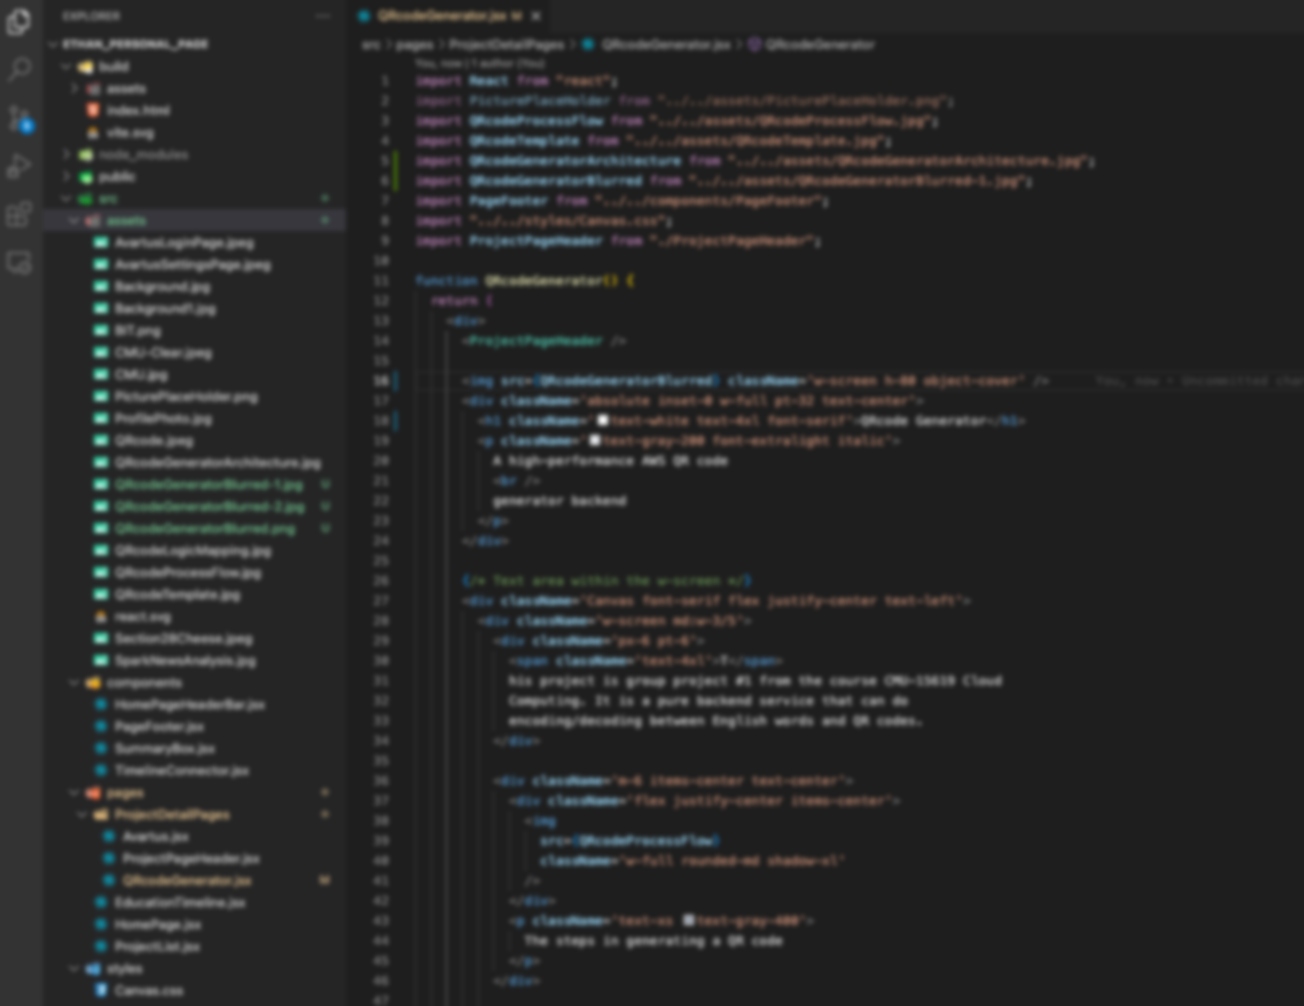 EXPLORER
ETHAN_PERSONAL_PAGE
build
assets
index.html
vite.svg
node_modules
public
src
assets
AvartusLoginPage.jpeg
AvartusSettingsPage.jpeg
Background.jpg
Background1.jpg
BIT.png
CMU-Clear.jpeg
CMU.jpg
PicturePlaceHolder.png
ProfilePhoto.jpg
QRcode.jpeg
QRcodeGeneratorArchitecture.jpg
QRcodeGeneratorBlurred-1.jpg U
QRcodeGeneratorBlurred-2.jpg U
QRcodeGeneratorBlurred.png U
QRcodeLogicMapping.jpg
QRcodeProcessFlow.jpg
QRcodeTemplate.jpg
react.svg
Section28Cheese.jpeg
SparkNewsAnalysis.jpg
components
HomePageHeaderBar.jsx
PageFooter.jsx
SummaryBox.jsx
TimelineConnector.jsx
pages
ProjectDetailPages
Avartus.jsx
ProjectPageHeader.jsx
QRcodeGenerator.jsx M
EducationTimeline.jsx
HomePage.jsx
ProjectList.jsx
styles
Canvas.css
QRcodeGenerator.jsx M
src > pages > ProjectDetailPages > QRcodeGenerator.jsx > QRcodeGenerator
You, now | 1 author (You)
1 import React from "react";
2 import PicturePlaceHolder from "../../assets/PicturePlaceHolder.png";
3 import QRcodeProcessFlow from "../../assets/QRcodeProcessFlow.jpg";
4 import QRcodeTemplate from "../../assets/QRcodeTemplate.jpg";
5 import QRcodeGeneratorArchitecture from "../../assets/QRcodeGeneratorArchitecture.jpg";
6 import QRcodeGeneratorBlurred from "../../assets/QRcodeGeneratorBlurred-1.jpg";
7 import PageFooter from "../../components/PageFooter";
8 import "../../styles/Canvas.css";
9 import ProjectPageHeader from "./ProjectPageHeader";
10
11 function QRcodeGenerator() {
12 return (
13 <div>
14 <ProjectPageHeader />
15
16 <img src={QRcodeGeneratorBlurred} className="w-screen h-80 object-cover" /> You, now • Uncommitted
17 <div className="absolute inset-0 w-full pt-32 text-center">
18 <h1 className="text-white text-4xl font-serif">QRcode Generator</h1>
19 <p className="text-gray-200 font-extralight italic">
20 A high-performance AWS QR code
21 <br />
22 generator backend
23 </p>
24 </div>
25
26 {/* Text area within the w-screen */}
27 <div className="Canvas font-serif flex justify-center text-left">
28 <div className="w-screen md:w-3/5">
29 <div className="px-6 pt-6">
30 <span className="text-4xl">T</span>
31 his project is group project #1 from the course CMU-15619 Cloud
32 Computing. It is a pure backend service that can do
33 encoding/decoding between English words and QR codes.
34 </div>
35
36 <div className="m-6 items-center text-center">
37 <div className="flex justify-center items-center">
38 <img
39 src={QRcodeProcessFlow}
40 className="w-full rounded-md shadow-xl"
41 />
42 </div>
43 <p className="text-xs text-gray-400">
44 The steps in generating a QR code
45 </p>
46 </div>
47